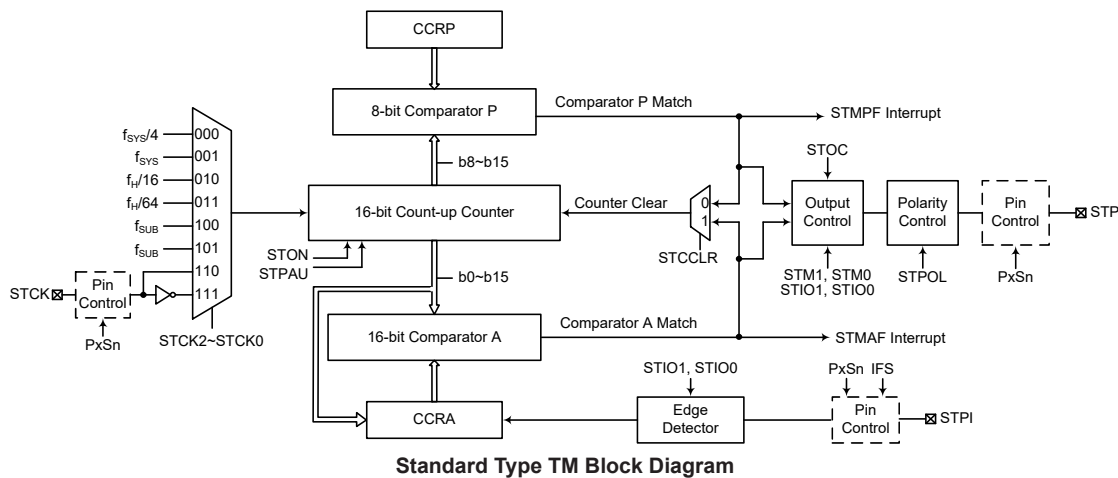 CCRP
8-bit Comparator P
Comparator P Match
STMPF Interrupt
fSYS/4
000
fSYS
001
fH/16
010
fH/64
011
fSUB
100
fSUB
101
110
111
b8~b15
STOC
16-bit Count-up Counter
Counter Clear
0
1
Output
Control
Polarity
Control
Pin
Control
STP
STON
STPAU
STCCLR
STM1, STM0
STIO1, STIO0
STPOL
PxSn
b0~b15
STCK
Pin
Control
PxSn
STCK2~STCK0
16-bit Comparator A
Comparator A Match
STMAF Interrupt
STIO1, STIO0
PxSn IFS
CCRA
Edge
Detector
Pin
Control
STPI
Standard Type TM Block Diagram